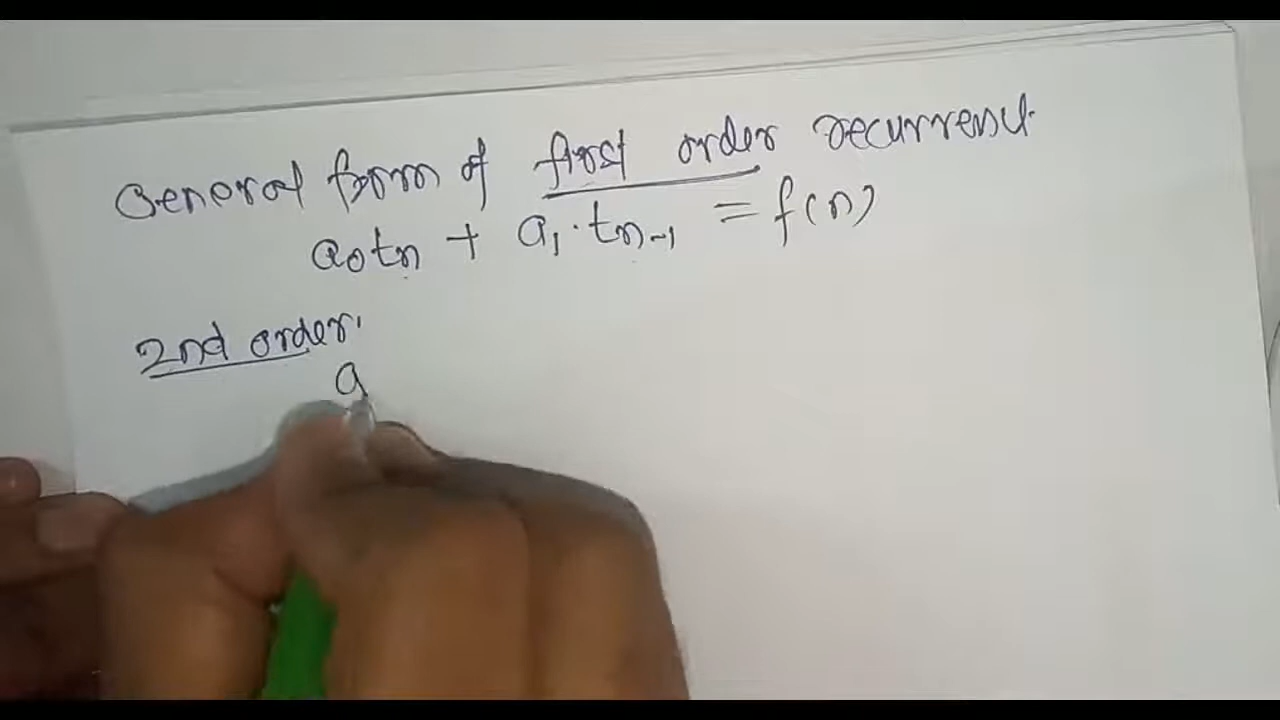 General form of first order recurrence
a₀tn + a₁·tn-₁ = f(n)
2nd order.
a